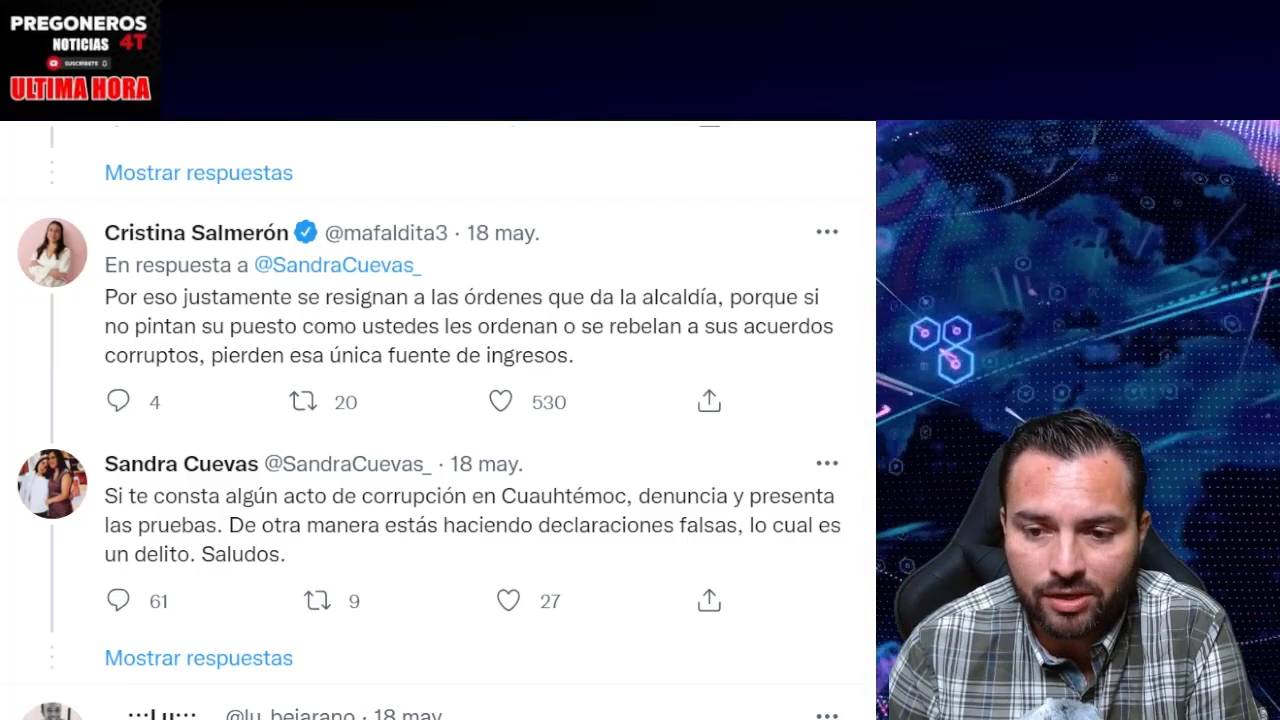 PREGONEROS
NOTICIAS 4T
SUSCRIBETE
ULTIMA HORA
Mostrar respuestas
Cristina Salmerón @mafaldita3 · 18 may.
En respuesta a @SandraCuevas_
Por eso justamente se resignan a las órdenes que da la alcaldía, porque si
no pintan su puesto como ustedes les ordenan o se rebelan a sus acuerdos
corruptos, pierden esa única fuente de ingresos.
4 20 530
Sandra Cuevas @SandraCuevas_ · 18 may.
Si te consta algún acto de corrupción en Cuauhtémoc, denuncia y presenta
las pruebas. De otra manera estás haciendo declaraciones falsas, lo cual es
un delito. Saludos.
61 9 27
Mostrar respuestas
···Lu··· @lu_bejarano · 18 may.